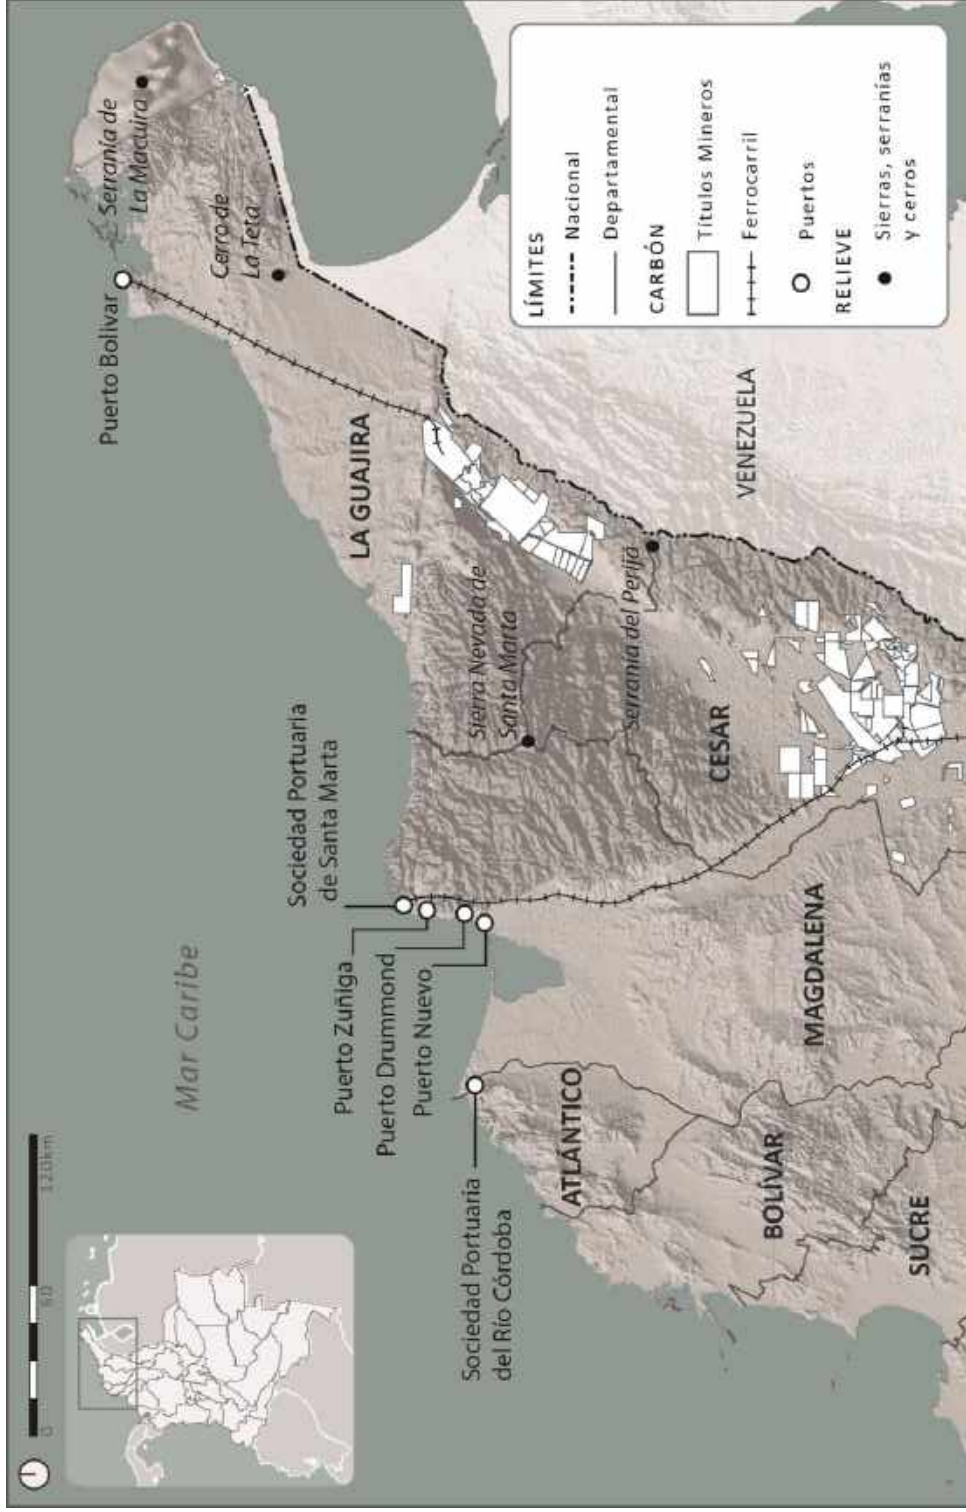 0
60
120km
Mar Caribe
Puerto Bolivar
Serranía de
La Macuira
Cerro de
La Teta
LA GUAJIRA
Sociedad Portuaria
de Santa Marta
Puerto Zuñiga
Puerto Drummond
Puerto Nuevo
Sociedad Portuaria
del Río Córdoba
Sierra Nevada de
Santa Marta
Serranía del Perijá
ATLÁNTICO
CESAR
MAGDALENA
BOLÍVAR
SUCRE
VENEZUELA
LÍMITES
Nacional
Departamental
CARBÓN
Títulos Mineros
Ferrocarril
Puertos
RELIEVE
Sierras, serranías
y cerros